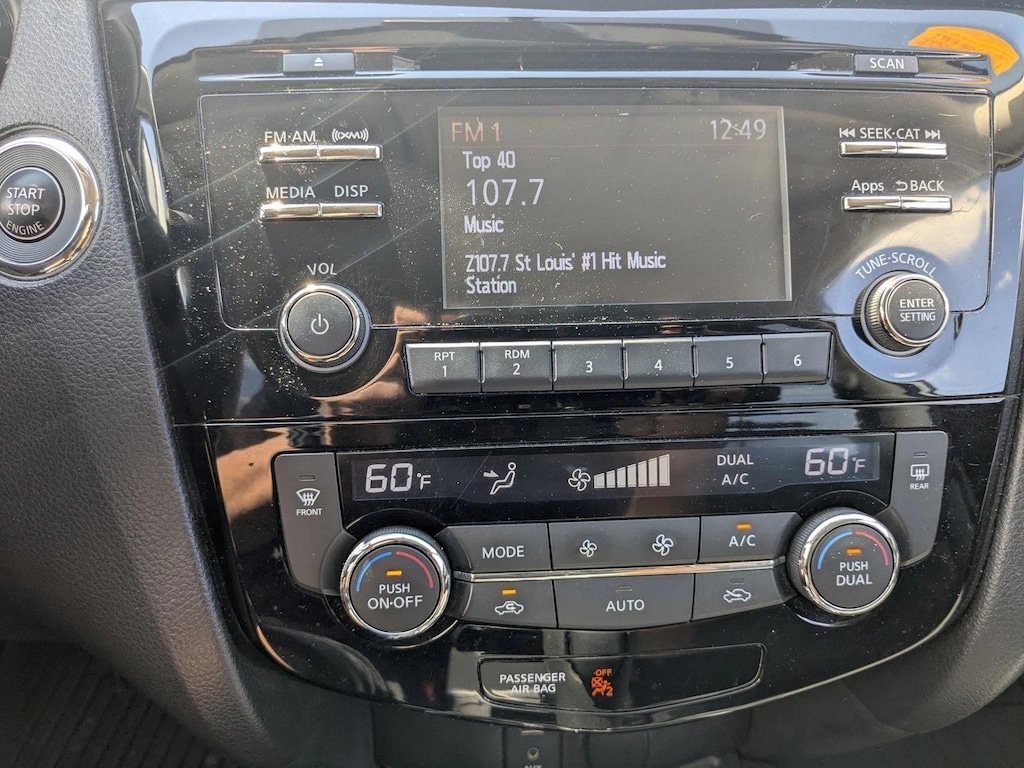 SCAN
FM·AM ((XM))
FM 1 12:49
SEEK·CAT
Top 40
107.7
Music
Z107.7 St Louis' #1 Hit Music
Station
MEDIA DISP
Apps BACK
START
STOP
ENGINE
VOL
TUNE·SCROLL
ENTER
SETTING
RPT
1
RDM
2
3
4
5
6
60°F
DUAL
A/C
60°F
FRONT
REAR
MODE
A/C
PUSH
ON·OFF
AUTO
PUSH
DUAL
PASSENGER
AIR BAG
OFF
2
AUX